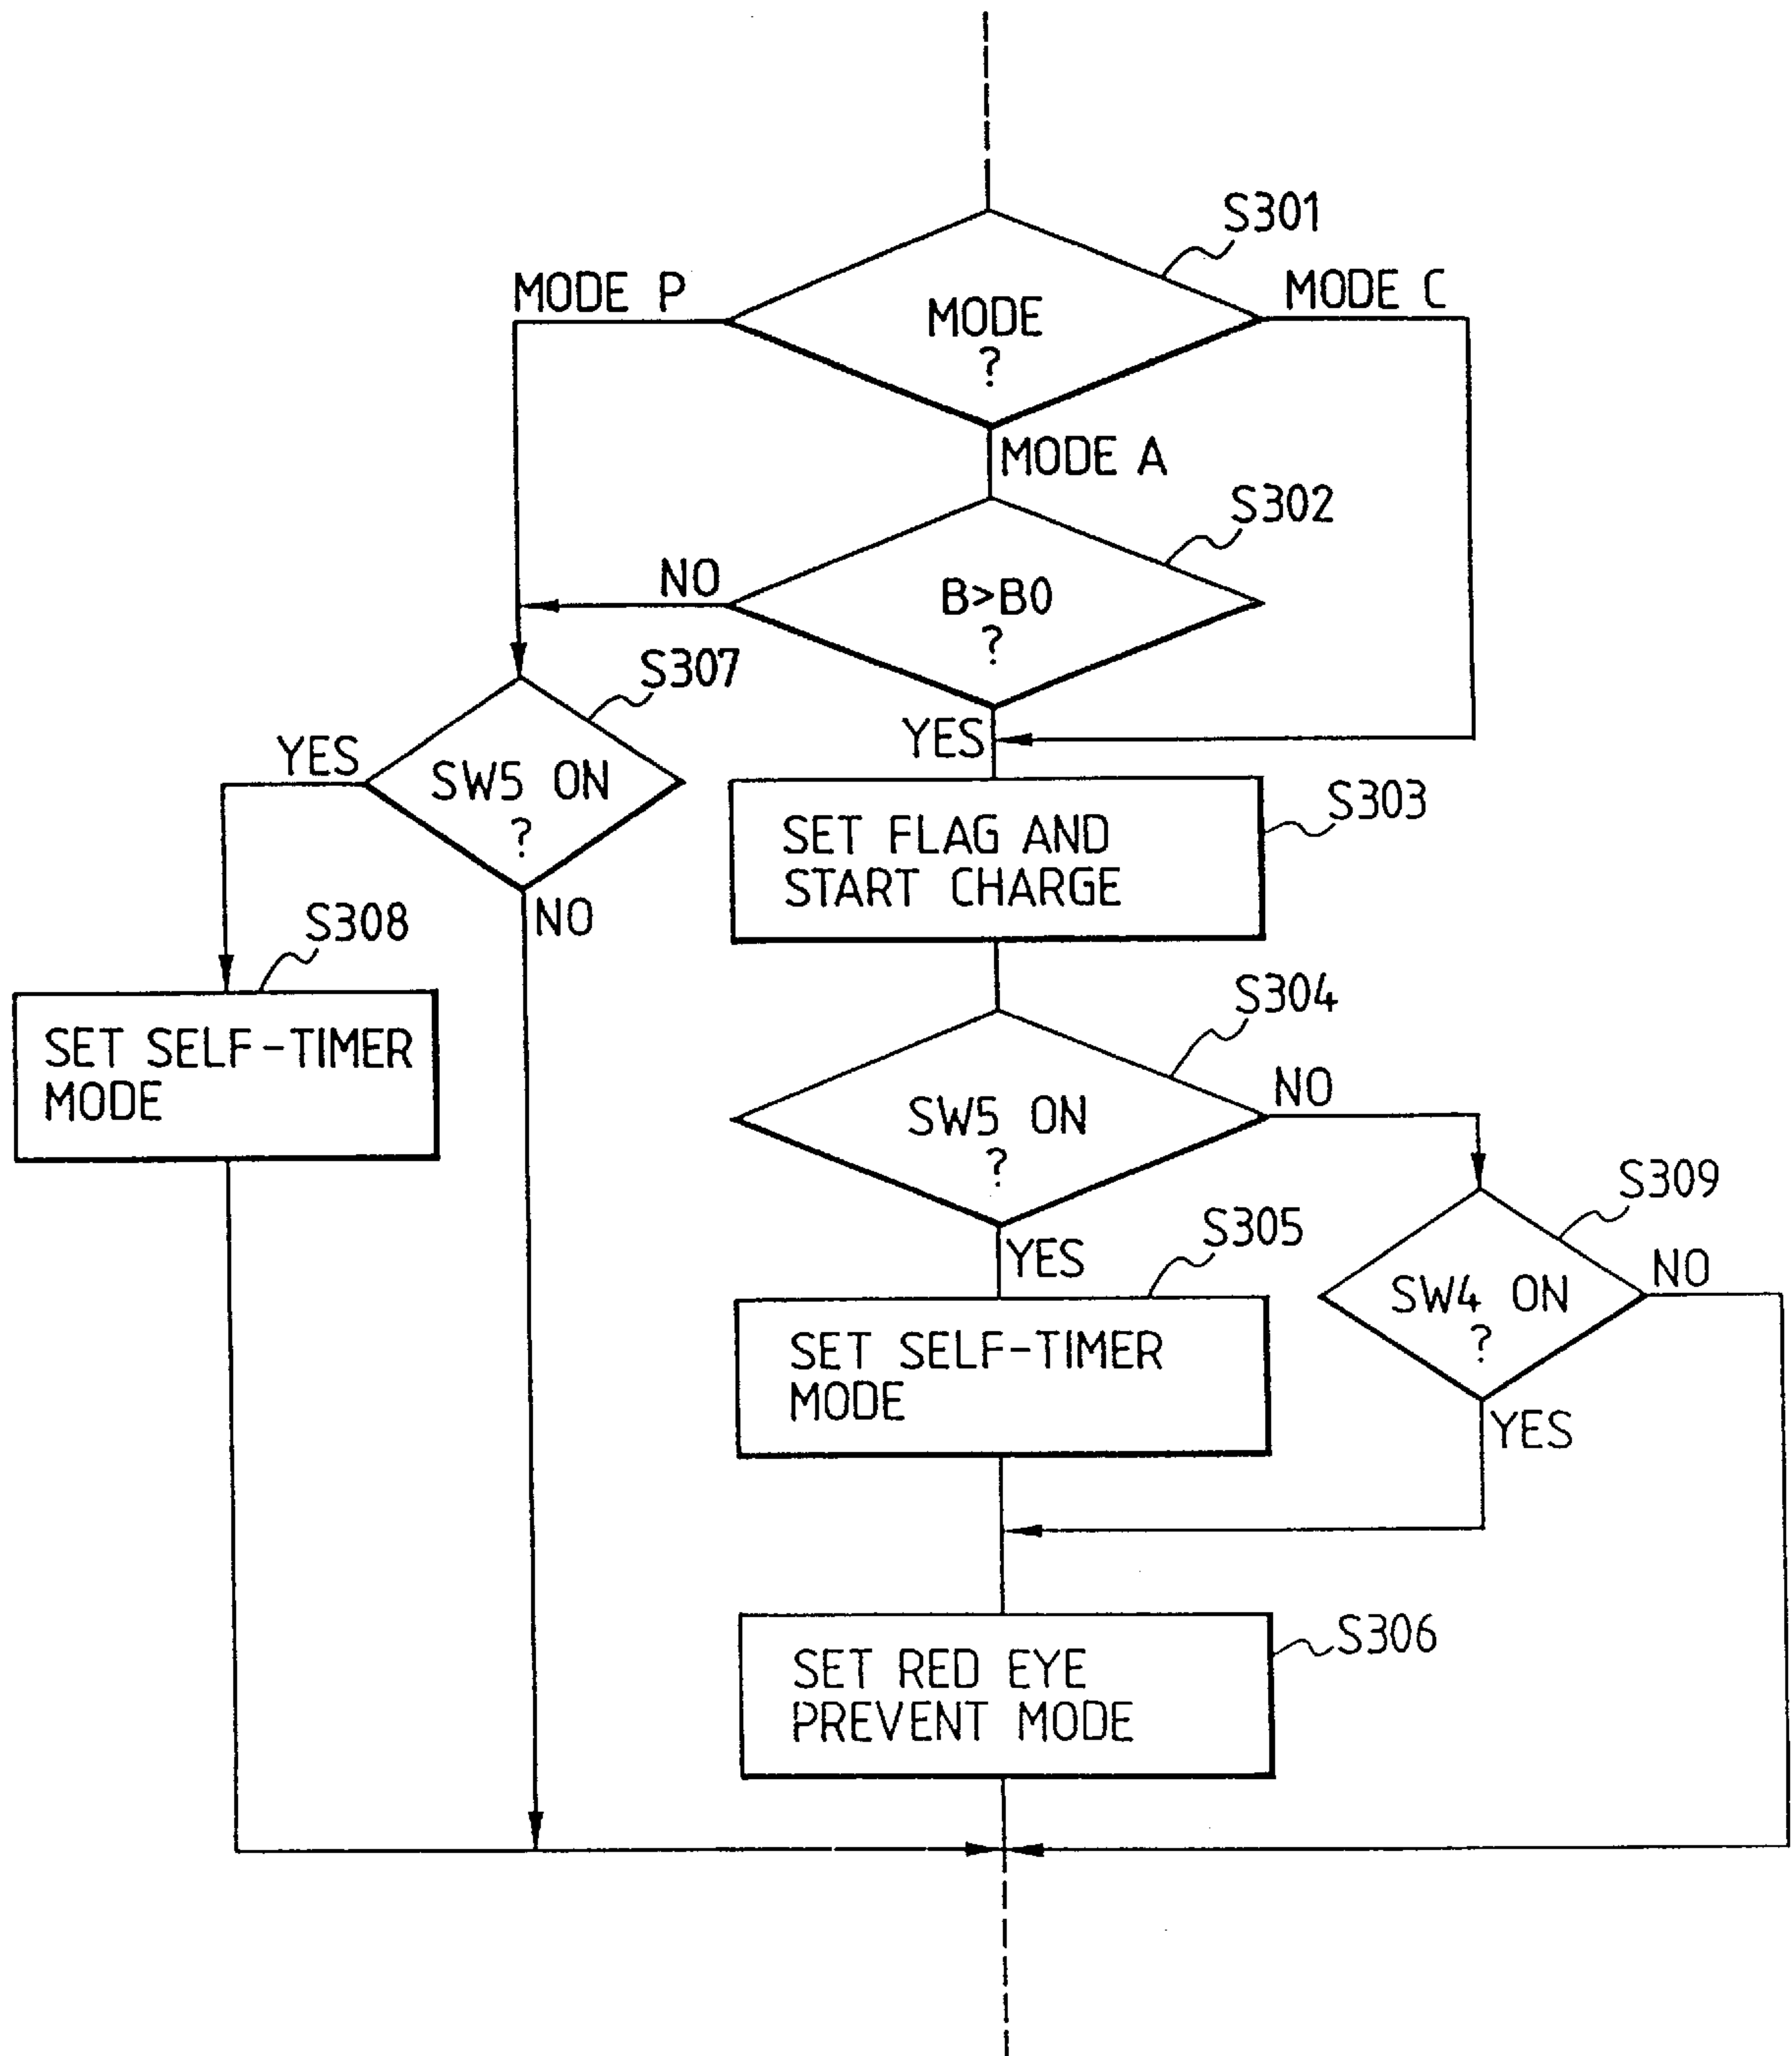 S301
MODE P
MODE C
MODE
?
MODE A
S302
NO
B>B0
?
S307
YES
YES
SW5 ON
?
S303
SET FLAG AND
START CHARGE
NO
S308
S304
SET SELF-TIMER
MODE
NO
SW5 ON
?
S309
S305
YES
NO
SW4 ON
?
SET SELF-TIMER
MODE
YES
S306
SET RED EYE
PREVENT MODE